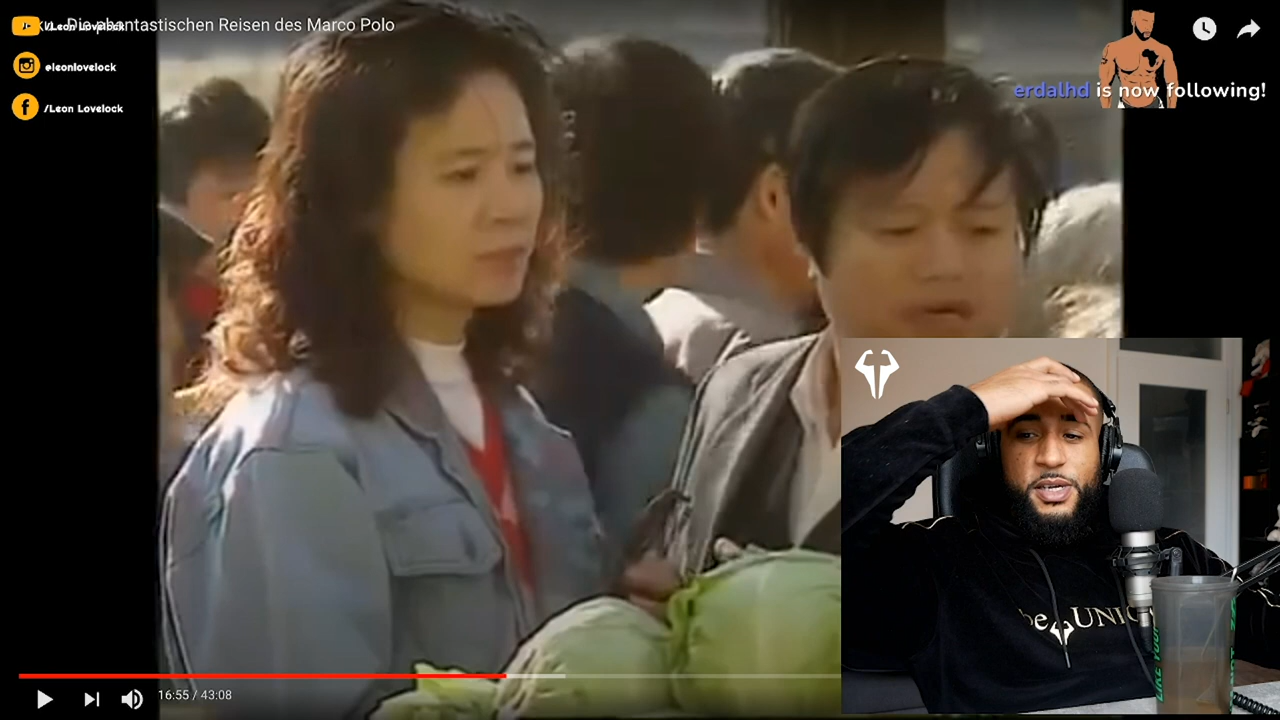 Die phantastischen Reisen des Marco Polo
/Leon Lovelock
@leonlovelock
/Leon Lovelock
erdalhd is now following!
be UNIQ
16:55 / 43:08